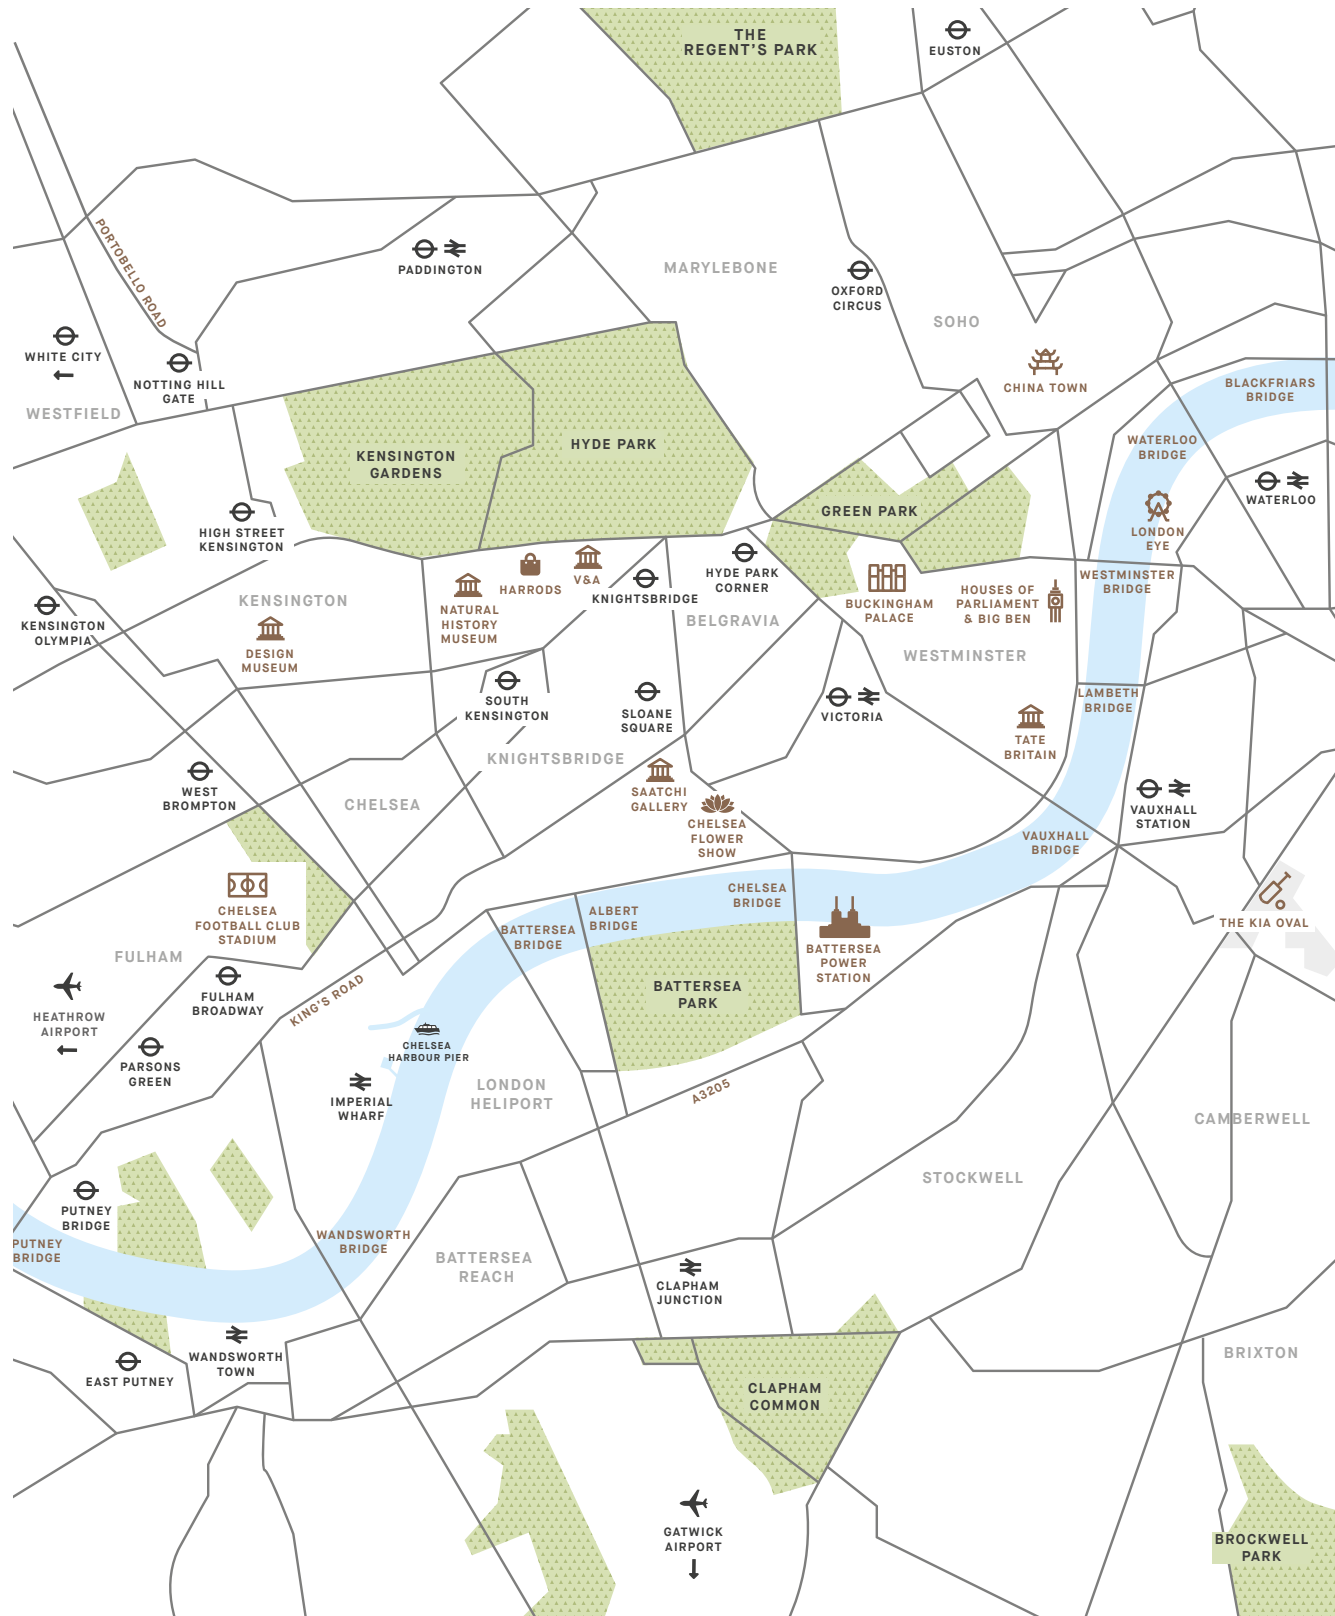 THE
REGENT'S PARK
EUSTON
PORTOBELLO ROAD
PADDINGTON
MARYLEBONE
OXFORD
CIRCUS
SOHO
WHITE CITY
NOTTING HILL
GATE
WESTFIELD
CHINA TOWN
BLACKFRIARS
BRIDGE
WATERLOO
BRIDGE
KENSINGTON
GARDENS
HYDE PARK
GREEN PARK
WATERLOO
LONDON
EYE
HIGH STREET
KENSINGTON
HARRODS
V&A
KNIGHTSBRIDGE
HYDE PARK
CORNER
BUCKINGHAM
PALACE
HOUSES OF
PARLIAMENT
& BIG BEN
WESTMINSTER
BRIDGE
KENSINGTON
NATURAL
HISTORY
MUSEUM
BELGRAVIA
KENSINGTON
OLYMPIA
DESIGN
MUSEUM
WESTMINSTER
SOUTH
KENSINGTON
SLOANE
SQUARE
VICTORIA
LAMBETH
BRIDGE
TATE
BRITAIN
KNIGHTSBRIDGE
WEST
BROMPTON
CHELSEA
SAATCHI
GALLERY
CHELSEA
FLOWER
SHOW
VAUXHALL
STATION
VAUXHALL
BRIDGE
CHELSEA
FOOTBALL CLUB
STADIUM
CHELSEA
BRIDGE
ALBERT
BRIDGE
BATTERSEA
BRIDGE
BATTERSEA
POWER
STATION
THE KIA OVAL
FULHAM
FULHAM
BROADWAY
KING'S ROAD
BATTERSEA
PARK
HEATHROW
AIRPORT
PARSONS
GREEN
CHELSEA
HARBOUR PIER
IMPERIAL
WHARF
LONDON
HELIPORT
A3205
CAMBERWELL
STOCKWELL
PUTNEY
BRIDGE
PUTNEY
BRIDGE
WANDSWORTH
BRIDGE
BATTERSEA
REACH
CLAPHAM
JUNCTION
WANDSWORTH
TOWN
EAST PUTNEY
BRIXTON
CLAPHAM
COMMON
GATWICK
AIRPORT
BROCKWELL
PARK